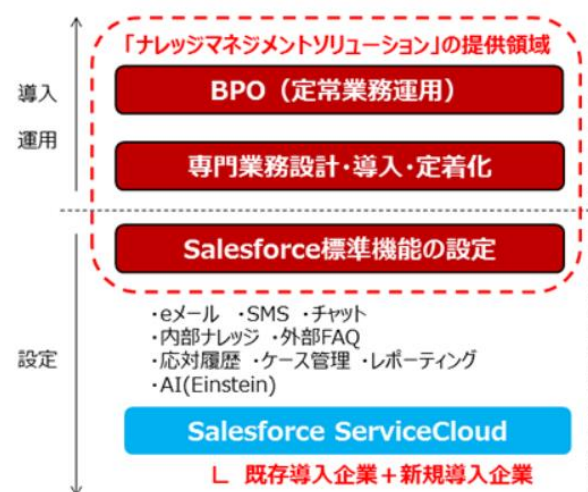 「ナレッジマネジメントソリューション」の提供領域
導入
運用
BPO（定常業務運用）
専門業務設計・導入・定着化
Salesforce標準機能の設定
設定
・eメール ・SMS ・チャット
・内部ナレッジ ・外部FAQ
・応対履歴 ・ケース管理 ・レポーティング
・AI(Einstein)
Salesforce ServiceCloud
∟ 既存導入企業＋新規導入企業